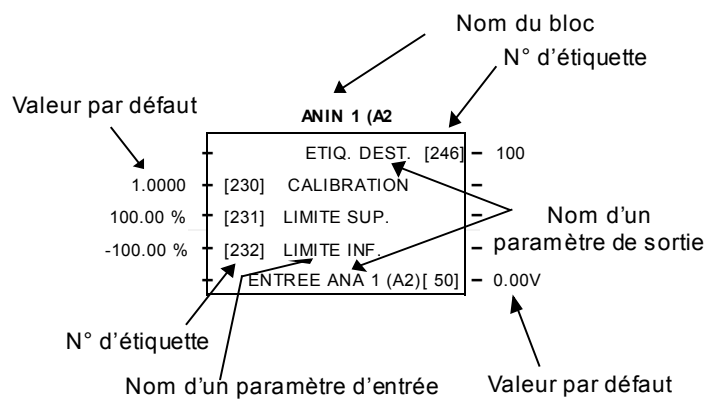 Nom du bloc
N° d'étiquette
Valeur par défaut
ANIN 1 (A2
ETIQ. DEST. [246] 100
1.0000 [230] CALIBRATION
100.00 % [231] LIMITE SUP.
Nom d'un
paramètre de sortie
-100.00 % [232] LIMITE INF.
ENTREE ANA 1 (A2)[ 50] 0.00V
N° d'étiquette
Nom d'un paramètre d'entrée
Valeur par défaut